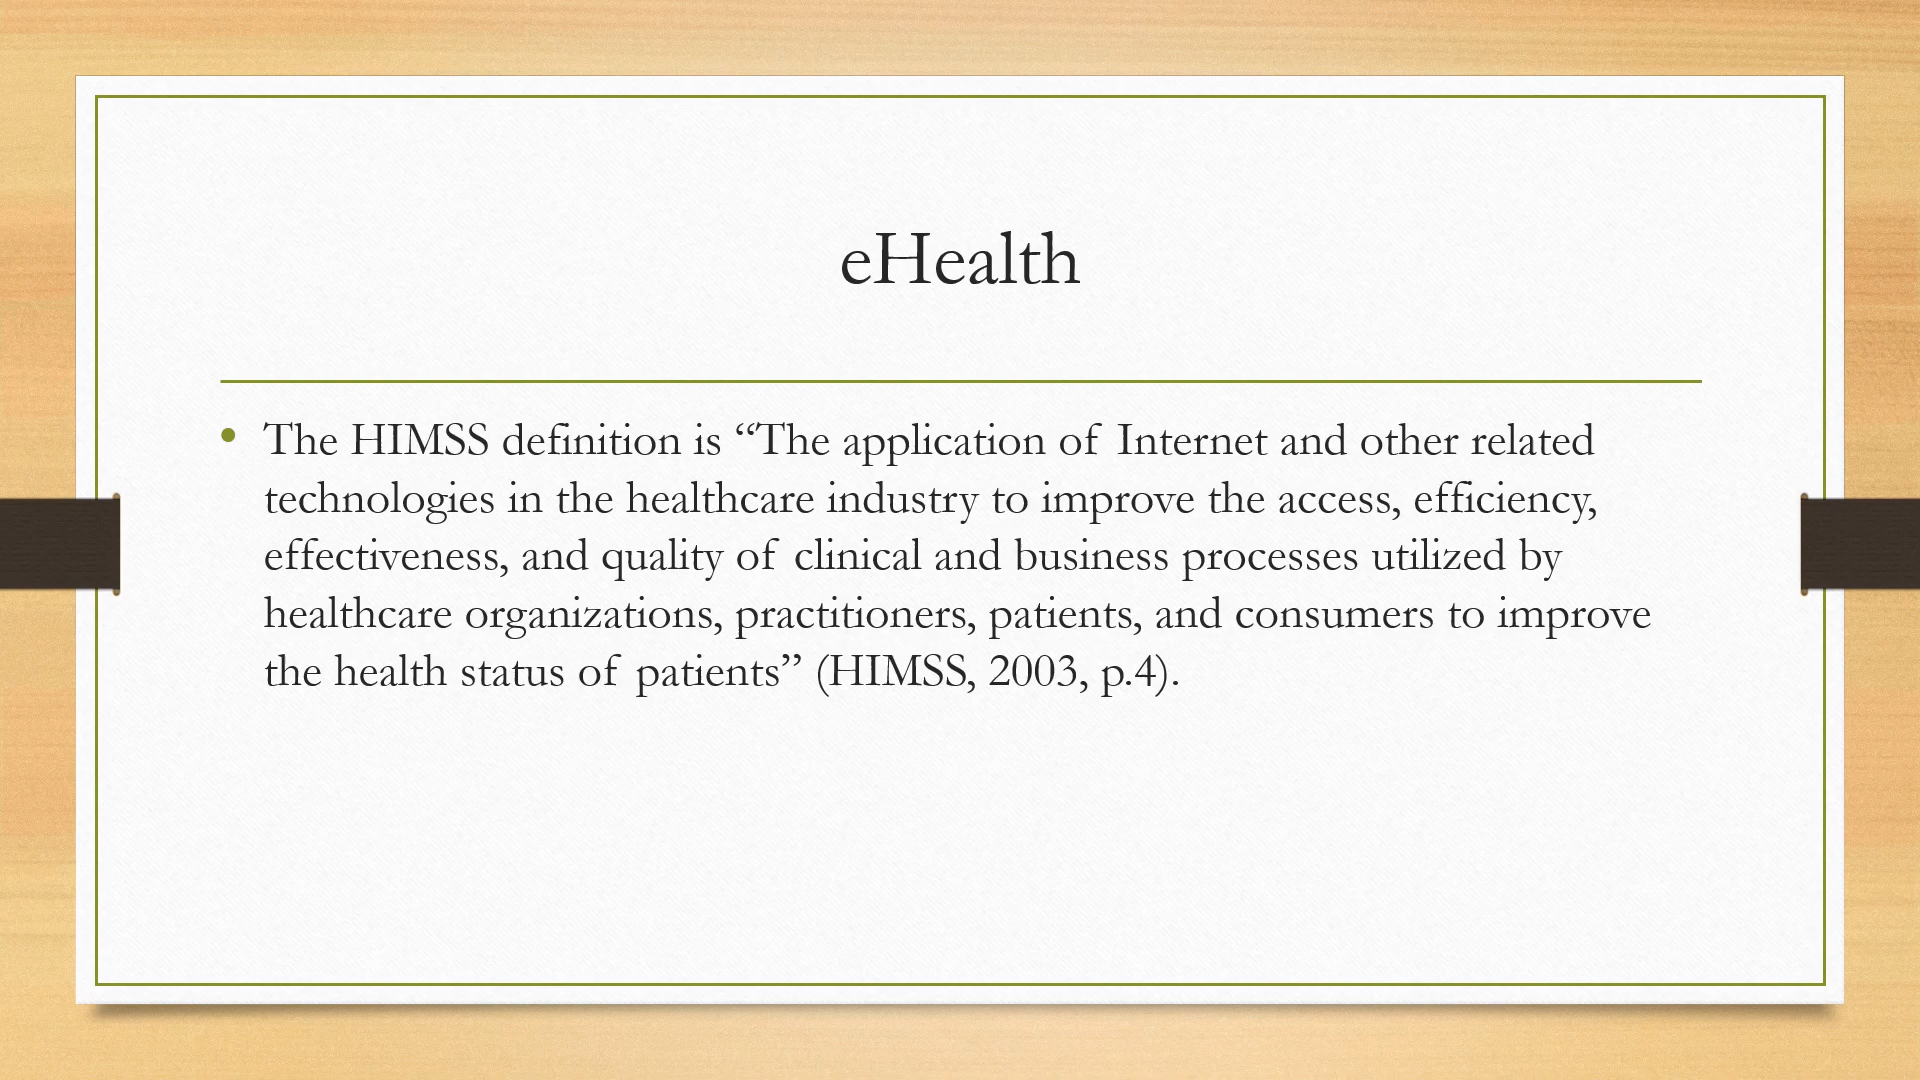 eHealth
• The HIMSS definition is “The application of Internet and other related
technologies in the healthcare industry to improve the access, efficiency,
effectiveness, and quality of clinical and business processes utilized by
healthcare organizations, practitioners, patients, and consumers to improve
the health status of patients” (HIMSS, 2003, p.4).